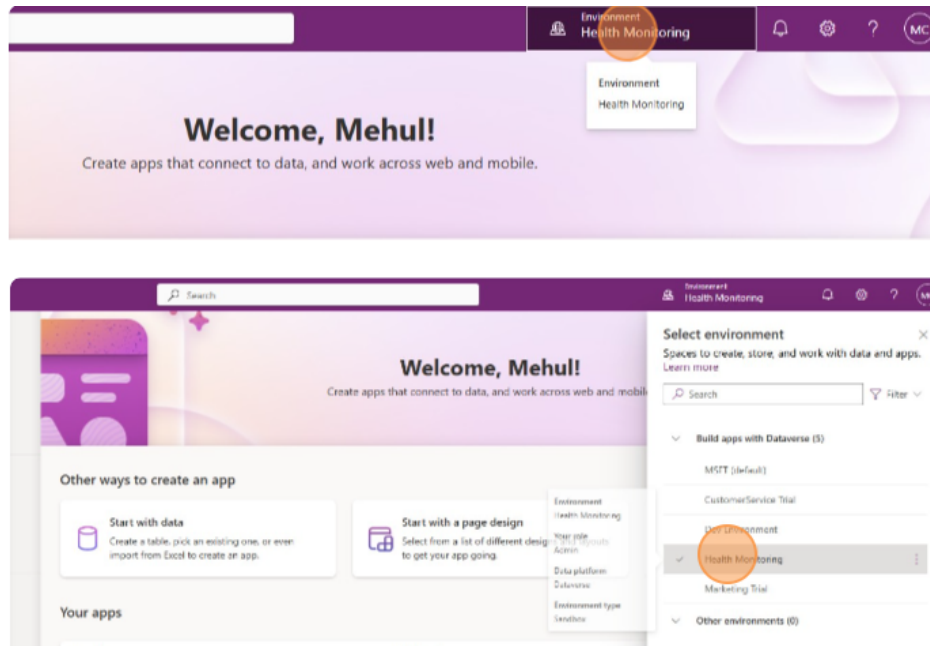 Environment
Health Monitoring
MC
Environment
Health Monitoring
Welcome, Mehul!
Create apps that connect to data, and work across web and mobile.
Search
Environment
Health Monitoring
?
Select environment
Spaces to create, store, and work with data and apps.
Learn more
Search
Filter
Welcome, Mehul!
Create apps that connect to data, and work across web and mobile
Build apps with Dataverse (5)
MSFT (default)
CustomerService Trial
Dev Environment
Health Monitoring
Marketing Trial
Other environments (0)
Other ways to create an app
Start with data
Create a table, pick an existing one, or even
import from Excel to create an app.
Start with a page design
Select from a list of different designs and layouts
to get your app going.
Environment
Health Monitoring
Your role
Admin
Data platform
Dataverse
Environment type
Sandbox
Your apps